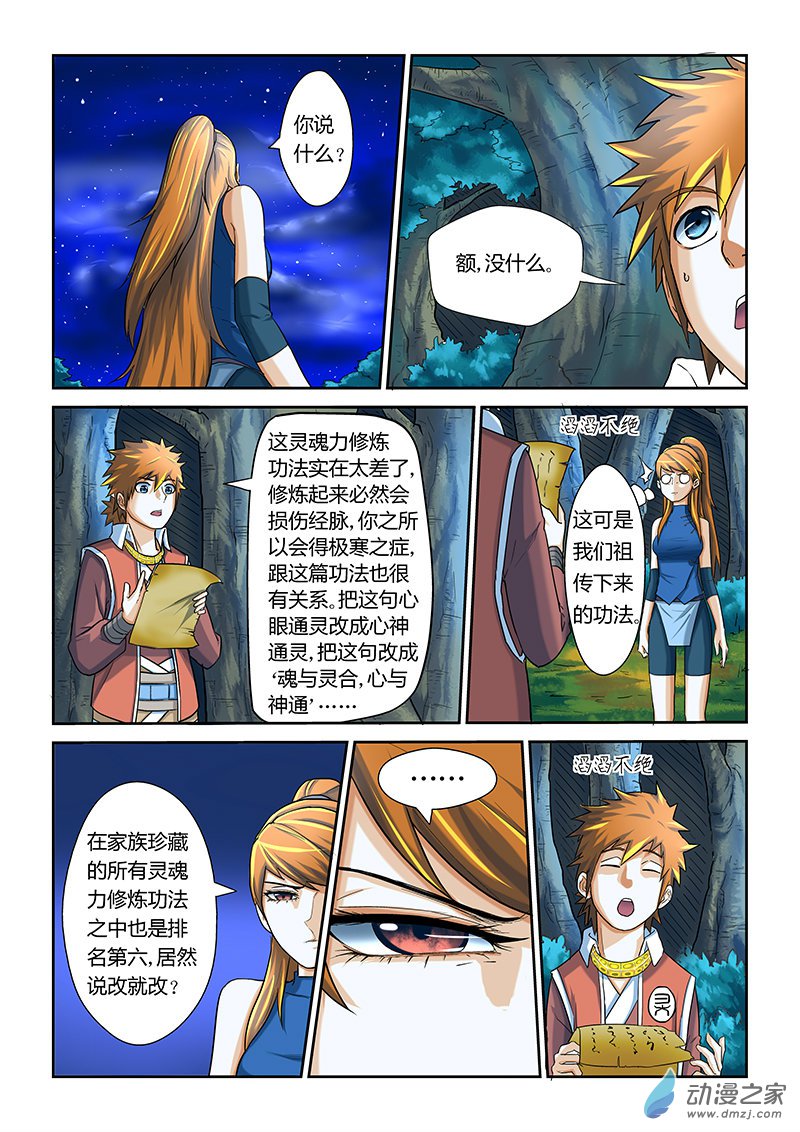 你说
什么？
额，没什么。
这灵魂力修炼
功法实在太差了，
修炼起来必然会
损伤经脉，你之所
以会得极寒之症，
跟这篇功法也很
有关系。把这句心
眼通灵改成心神
通灵，把这句改成
‘魂与灵合，心与
神通’……
滔滔不绝
这可是
我们祖
传下来
的功法。
在家族珍藏
的所有灵魂
力修炼功法
之中也是排
名第六，居然
说改就改？
……
滔滔不绝
灵
动漫之家
www.dmzj.com